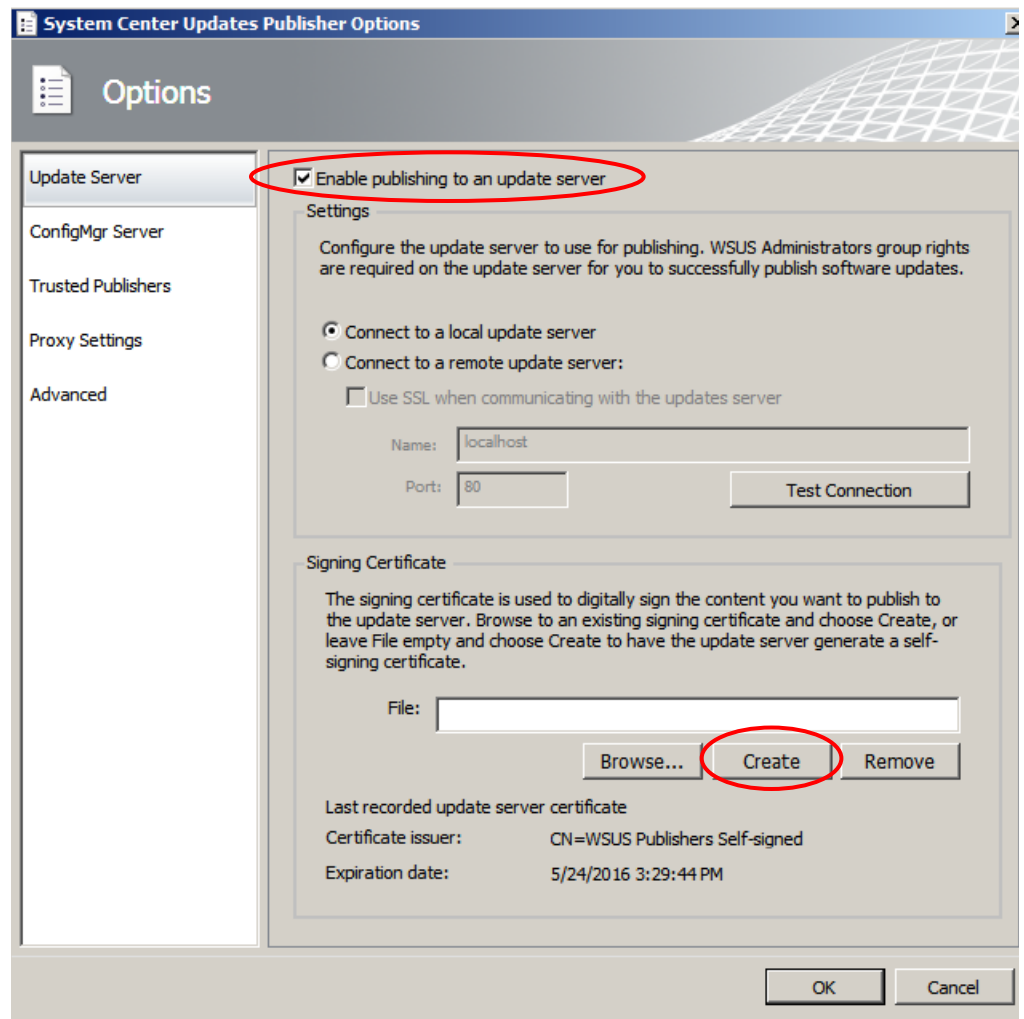 System Center Updates Publisher Options
Options
Update Server
ConfigMgr Server
Trusted Publishers
Proxy Settings
Advanced
Enable publishing to an update server
Settings
Configure the update server to use for publishing. WSUS Administrators group rights
are required on the update server for you to successfully publish software updates.
Connect to a local update server
Connect to a remote update server:
Use SSL when communicating with the updates server
Name: localhost
Port: 80
Test Connection
Signing Certificate
The signing certificate is used to digitally sign the content you want to publish to
the update server. Browse to an existing signing certificate and choose Create, or
leave File empty and choose Create to have the update server generate a self-
signing certificate.
File:
Browse... Create Remove
Last recorded update server certificate
Certificate issuer: CN=WSUS Publishers Self-signed
Expiration date: 5/24/2016 3:29:44 PM
OK Cancel